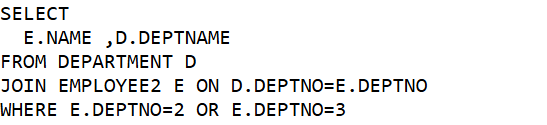 SELECT
  E.NAME ,D.DEPTNAME
FROM DEPARTMENT D
JOIN EMPLOYEE2 E ON D.DEPTNO=E.DEPTNO
WHERE E.DEPTNO=2 OR E.DEPTNO=3